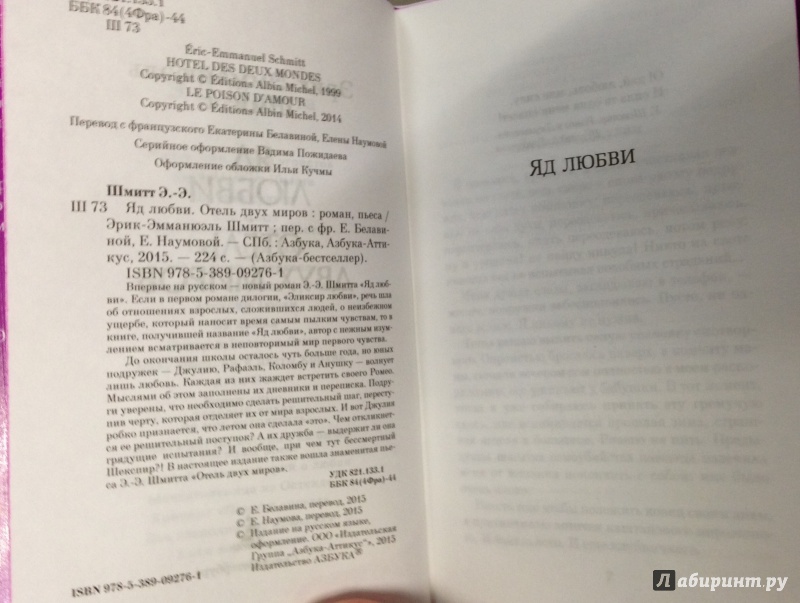 821.133.1
ББК 84(4Фра)-44
Ш 73
Éric-Emmanuel Schmitt
HOTEL DES DEUX MONDES
Copyright © Éditions Albin Michel, 1999
LE POISON D'AMOUR
Copyright © Éditions Albin Michel, 2014
Перевод с французского Екатерины Белавиной, Елены Наумовой
Серийное оформление Вадима Пожидаева
Оформление обложки Ильи Кучмы
Шмитт Э.-Э.
Ш 73 Яд любви. Отель двух миров : роман, пьеса /
Эрик-Эмманюэль Шмитт ; пер. с фр. Е. Белави-
ной, Е. Наумовой. — СПб. : Азбука, Азбука-Атти-
кус, 2015. — 224 с. — (Азбука-бестселлер).
ISBN 978-5-389-09276-1
Впервые на русском — новый роман Э.-Э. Шмитта «Яд люб-
ви». Если в первом романе дилогии, «Эликсир любви», речь шла
об отношениях взрослых, сложившихся людей, о неизбежном
ущербе, который наносит время самым пылким чувствам, то в
книге, получившей название «Яд любви», автор с нежным изум-
лением всматривается в неповторимый мир первого чувства.
До окончания школы осталось чуть больше года, но юных
подружек — Джулию, Рафаэль, Коломбу и Анушку — волнует
лишь любовь. Каждая из них жаждет встретить своего Ромео.
Мыслями об этом заполнены их дневники и переписка. Подру-
ги уверены, что необходимо сделать решительный шаг, пересту-
пив черту, которая отделяет их от мира взрослых. И вот Джулия
робко признается, что летом она сделала «это». Чем откликнет-
ся ее решительный поступок? А их дружба — выдержит ли она
грядущие испытания? И вообще, при чем тут бессмертный
Шекспир?! В настоящее издание также вошла знаменитая пье-
са Э.-Э. Шмитта «Отель двух миров».
УДК 821.133.1
ББК 84(4Фра)-44
© Е. Белавина, перевод, 2015
© Е. Наумова, перевод, 2015
© Издание на русском языке,
оформление. ООО «Издательская
Группа „Азбука-Аттикус“, 2015
Издательство АЗБУКА®
ISBN 978-5-389-09276-1
ЯД ЛЮБВИ
Лабиринт.ру